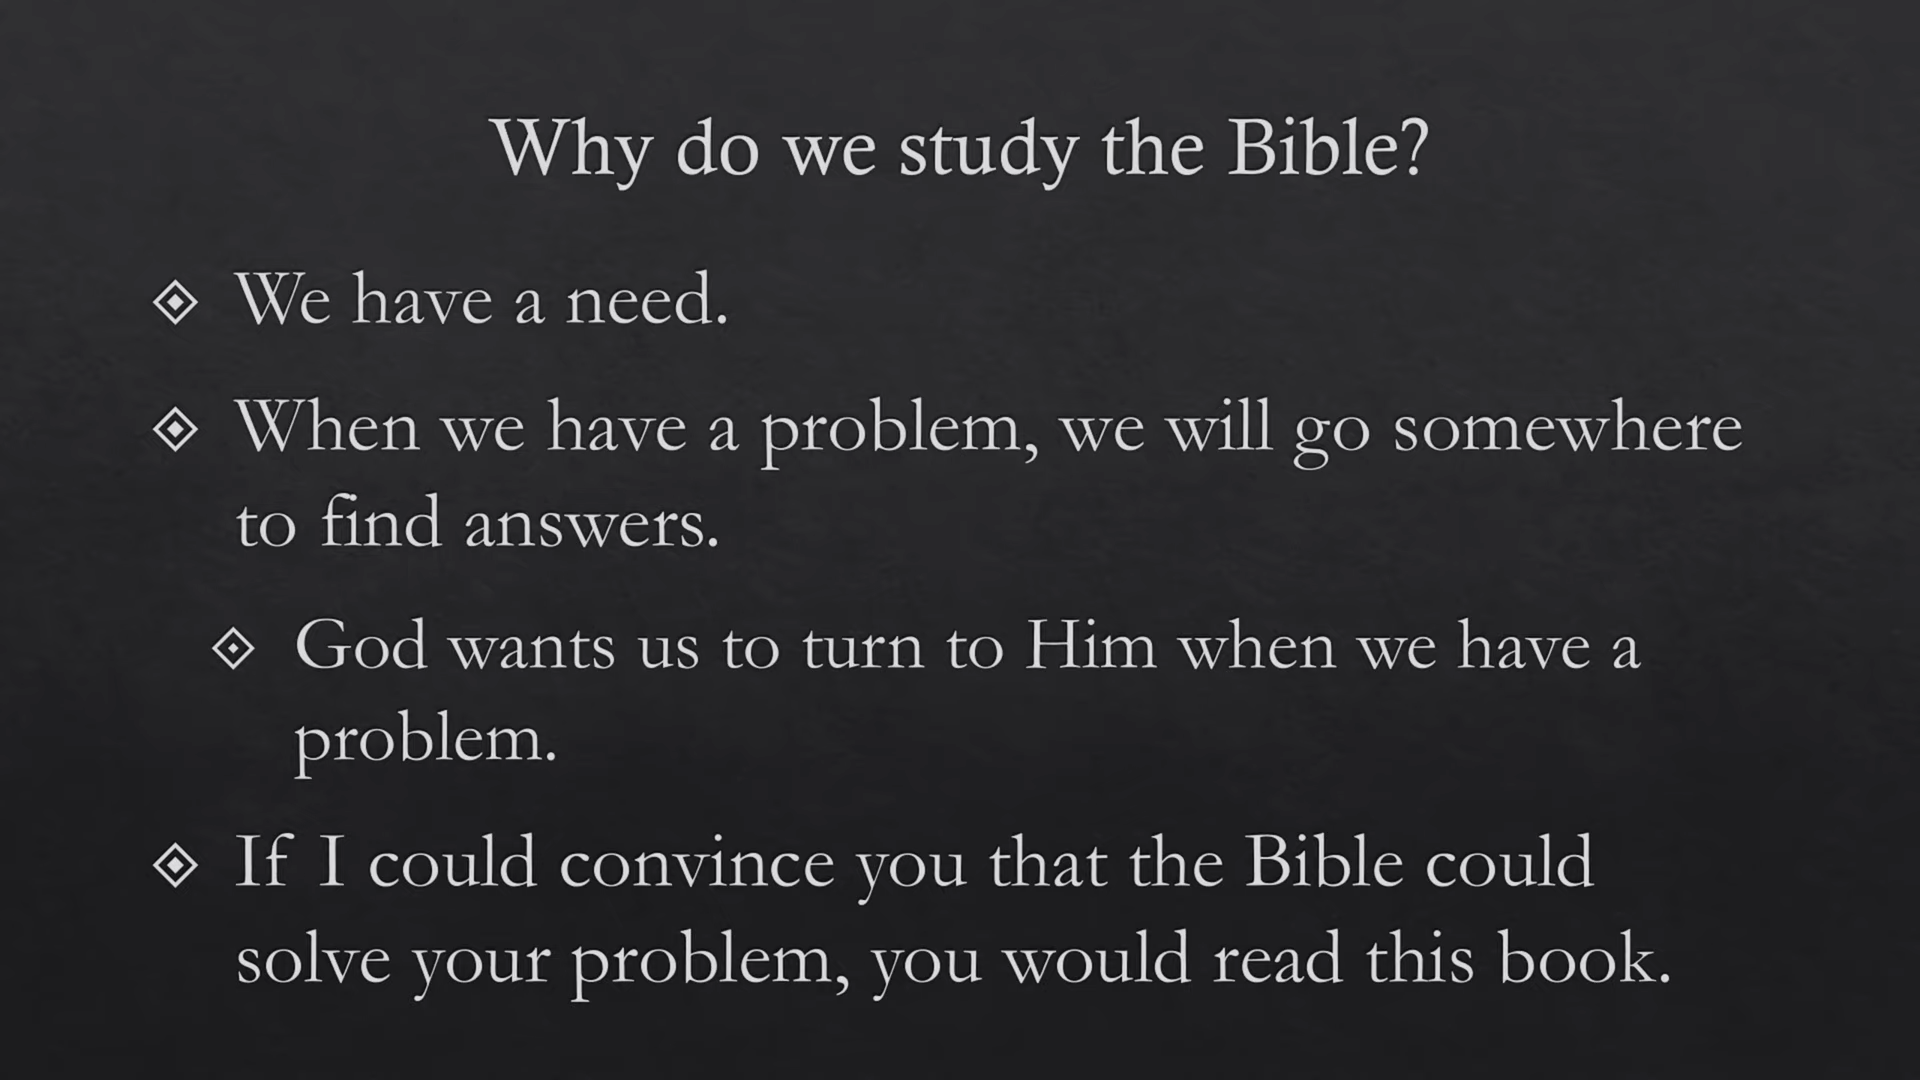 Why do we study the Bible?
We have a need.
When we have a problem, we will go somewhere
to find answers.
God wants us to turn to Him when we have a
problem.
If I could convince you that the Bible could
solve your problem, you would read this book.